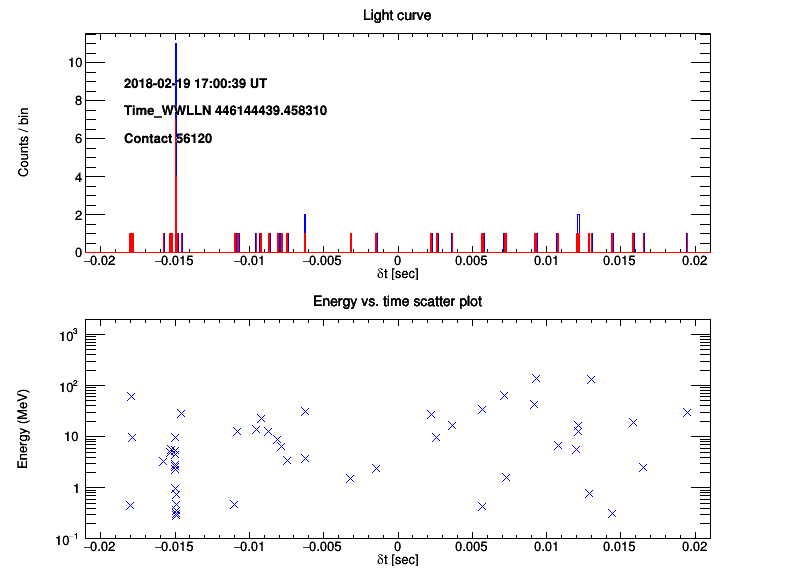 Light curve
Counts / bin
10
8
6
4
2
0
2018-02-19 17:00:39 UT
Time_WWLLN 446144439.458310
Contact 56120
−0.02 −0.015 −0.01 −0.005 0 0.005 0.01 0.015 0.02
δt [sec]
Energy vs. time scatter plot
Energy (MeV)
10³
10²
10
1
10⁻¹
−0.02 −0.015 −0.01 −0.005 0 0.005 0.01 0.015 0.02
δt [sec]